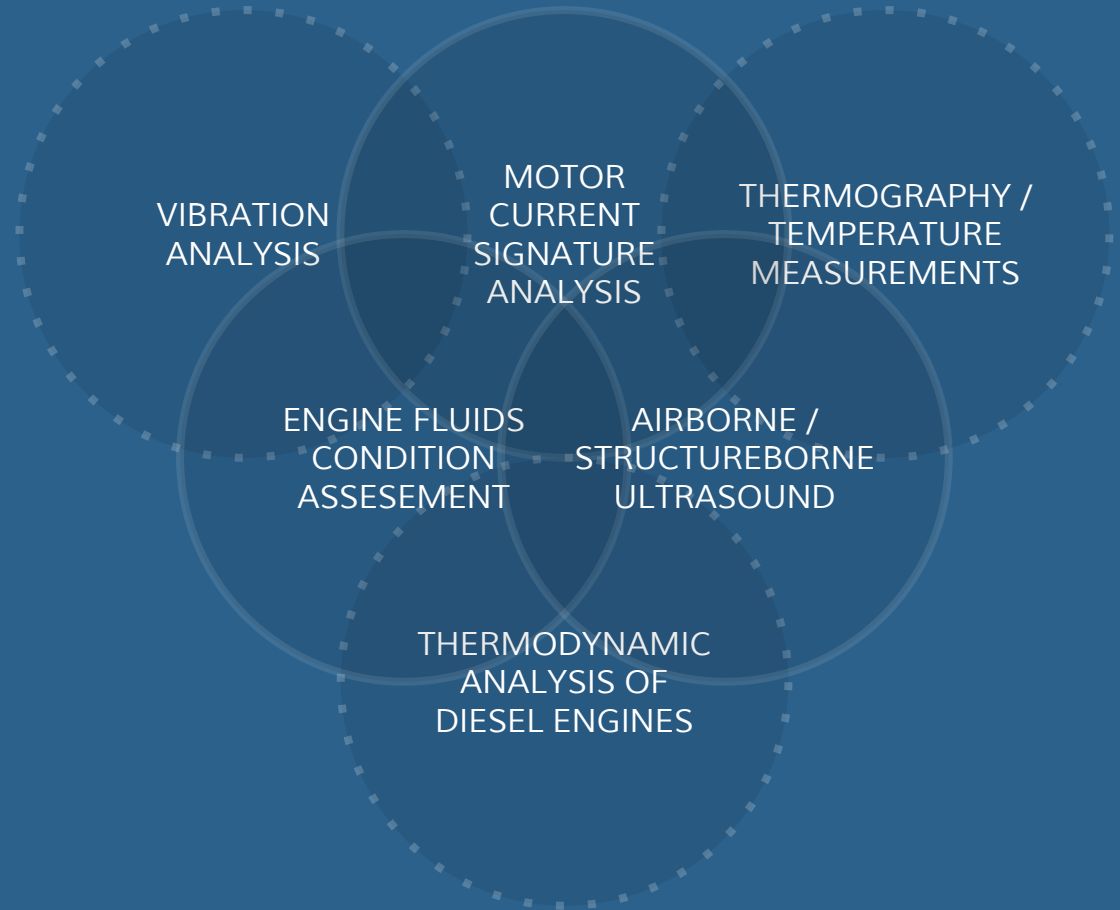 VIBRATION
ANALYSIS
MOTOR
CURRENT
SIGNATURE
ANALYSIS
THERMOGRAPHY /
TEMPERATURE
MEASUREMENTS
ENGINE FLUIDS
CONDITION
ASSESEMENT
AIRBORNE /
STRUCTUREBORNE
ULTRASOUND
THERMODYNAMIC
ANALYSIS OF
DIESEL ENGINES